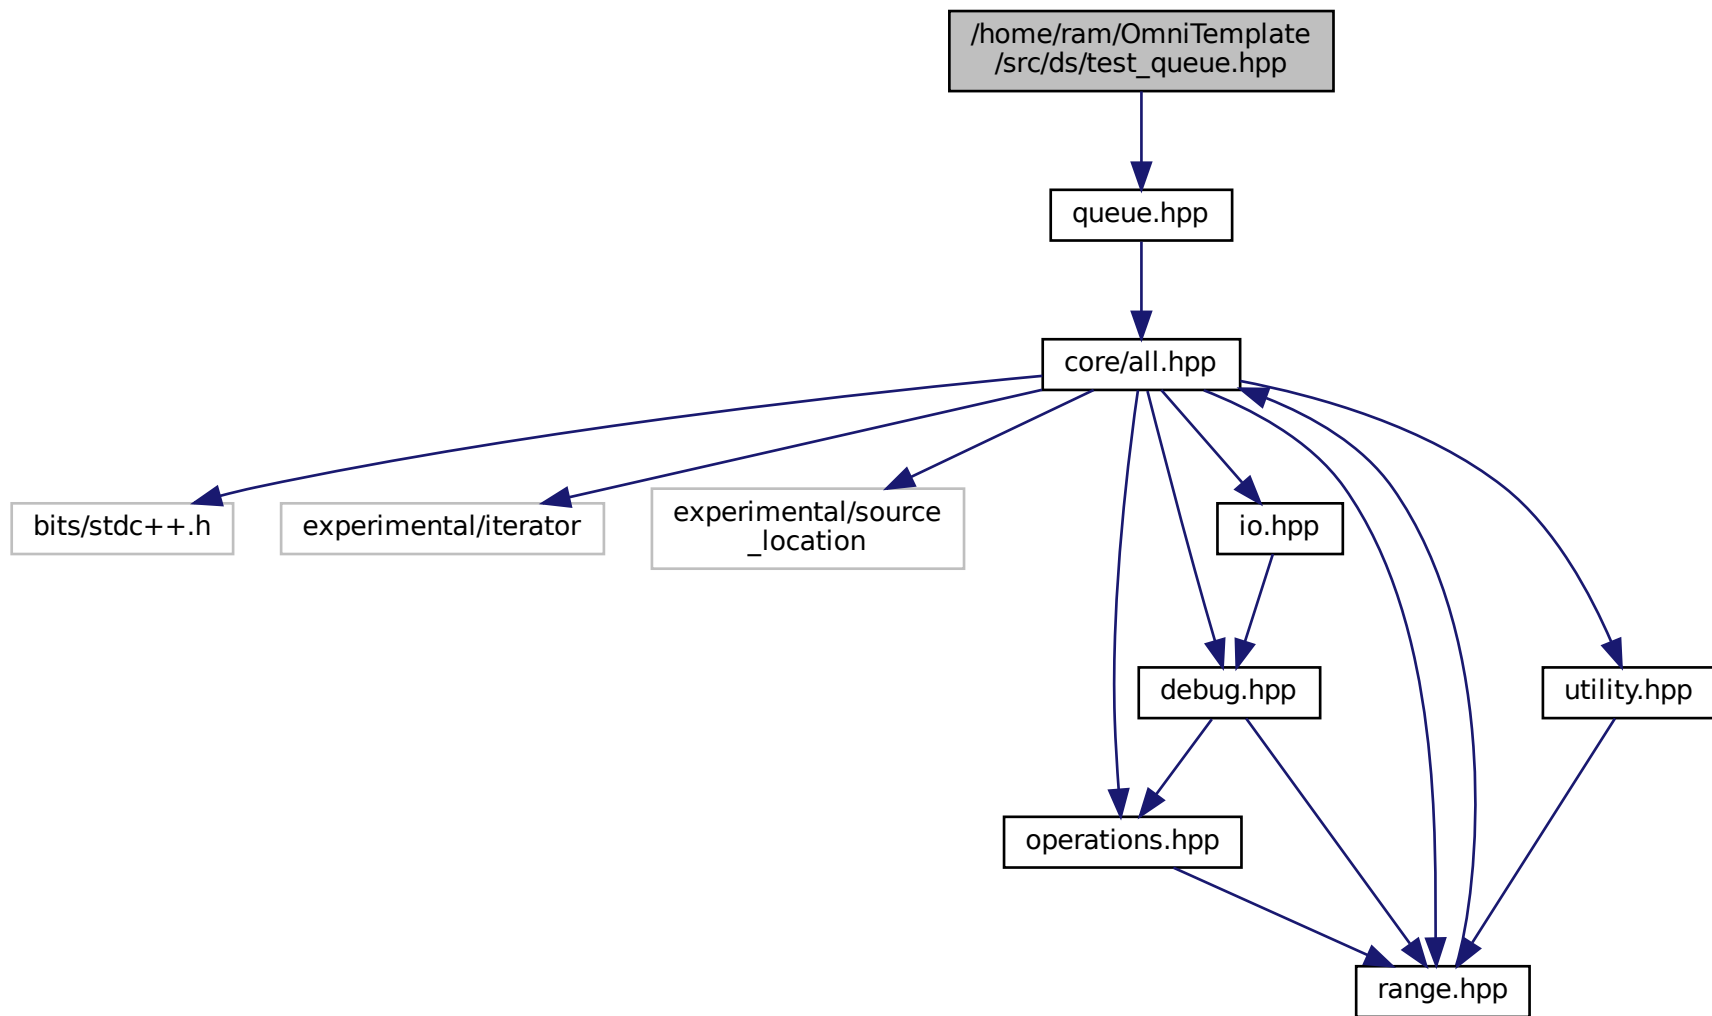 /home/ram/OmniTemplate
/src/ds/test_queue.hpp
queue.hpp
core/all.hpp
bits/stdc++.h
experimental/iterator
experimental/source
_location
io.hpp
debug.hpp
utility.hpp
operations.hpp
range.hpp